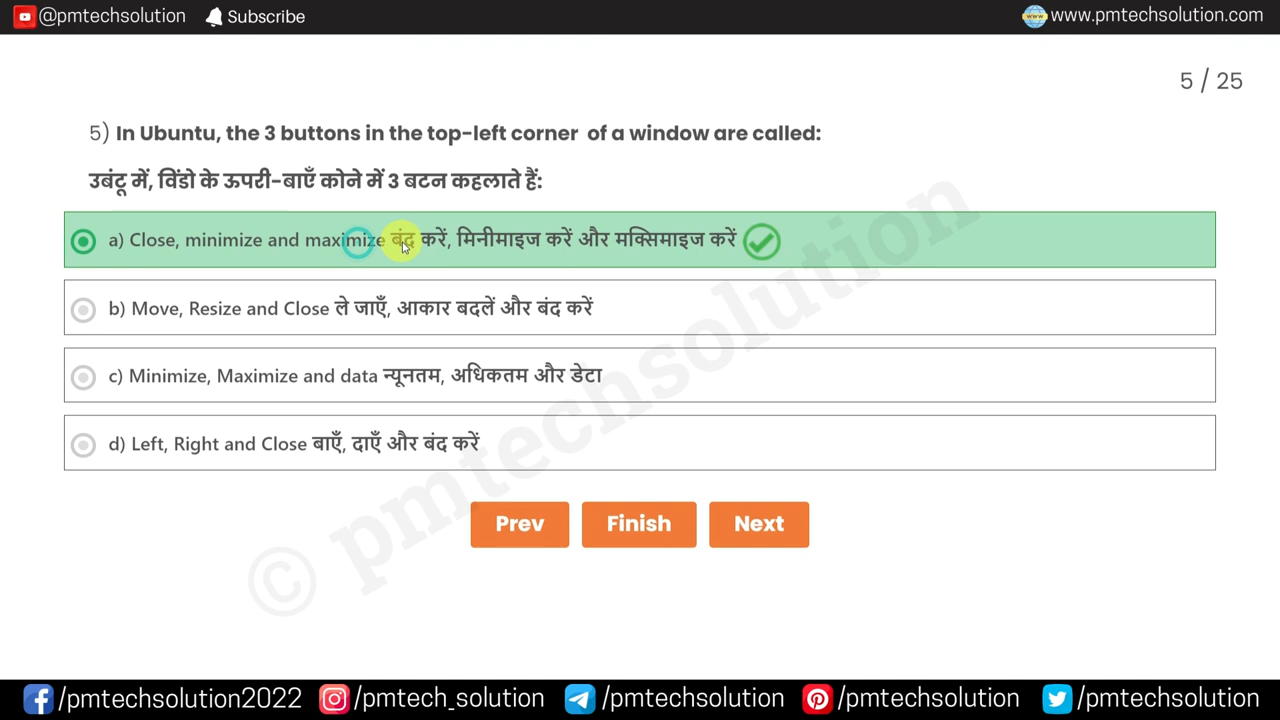 @pmtechsolution Subscribe www.pmtechsolution.com
5 / 25
5) In Ubuntu, the 3 buttons in the top-left corner of a window are called:
उबंटू में, विंडो के ऊपरी-बाएँ कोने में 3 बटन कहलाते हैं:
a) Close, minimize and maximize बंद करें, मिनीमाइज करें और मक्सिमाइज करें
b) Move, Resize and Close ले जाएँ, आकार बदलें और बंद करें
c) Minimize, Maximize and data न्यूनतम, अधिकतम और डेटा
d) Left, Right and Close बाएँ, दाएँ और बंद करें
Prev Finish Next
© pmtechsolution
/pmtechsolution2022 /pmtech_solution /pmtechsolution /pmtechsolution /pmtechsolution